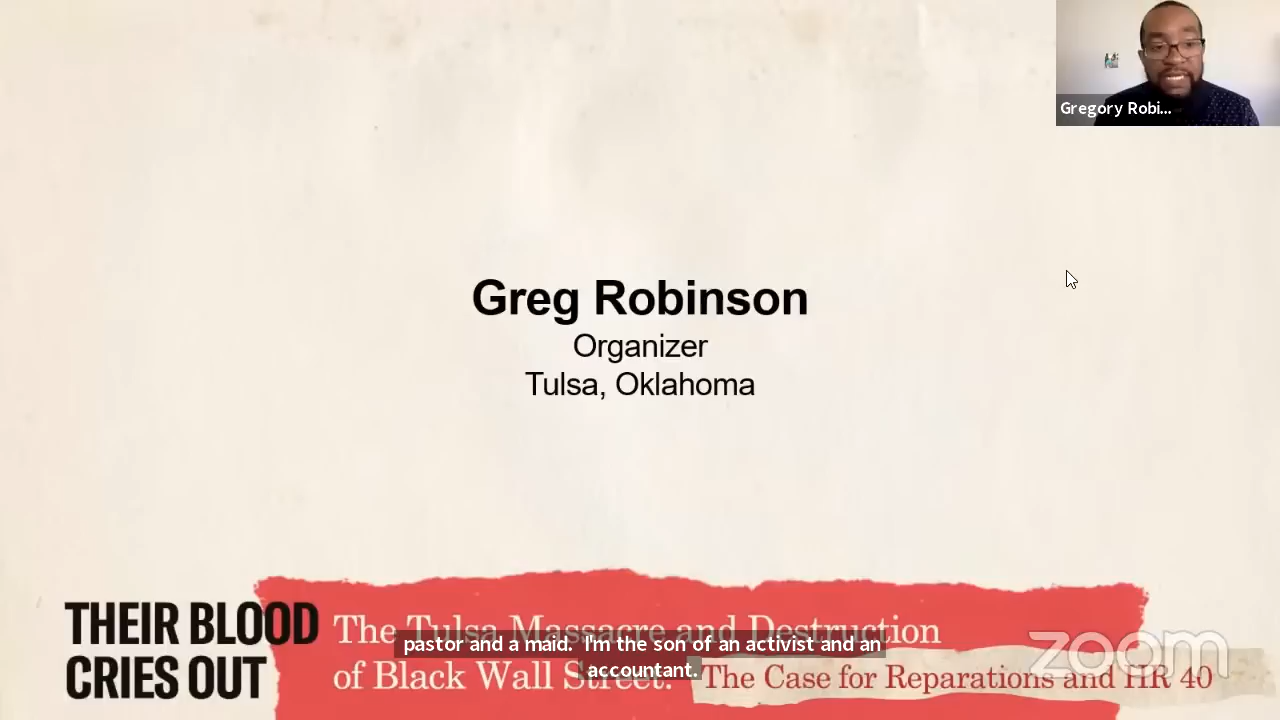 Gregory Robi...
Greg Robinson
Organizer
Tulsa, Oklahoma
THEIR BLOOD
CRIES OUT
The Tulsa Massacre and Destruction
of Black Wall Street:
The Case for Reparations and HR 40
pastor and a maid. I'm the son of an activist and an
accountant.
zoom